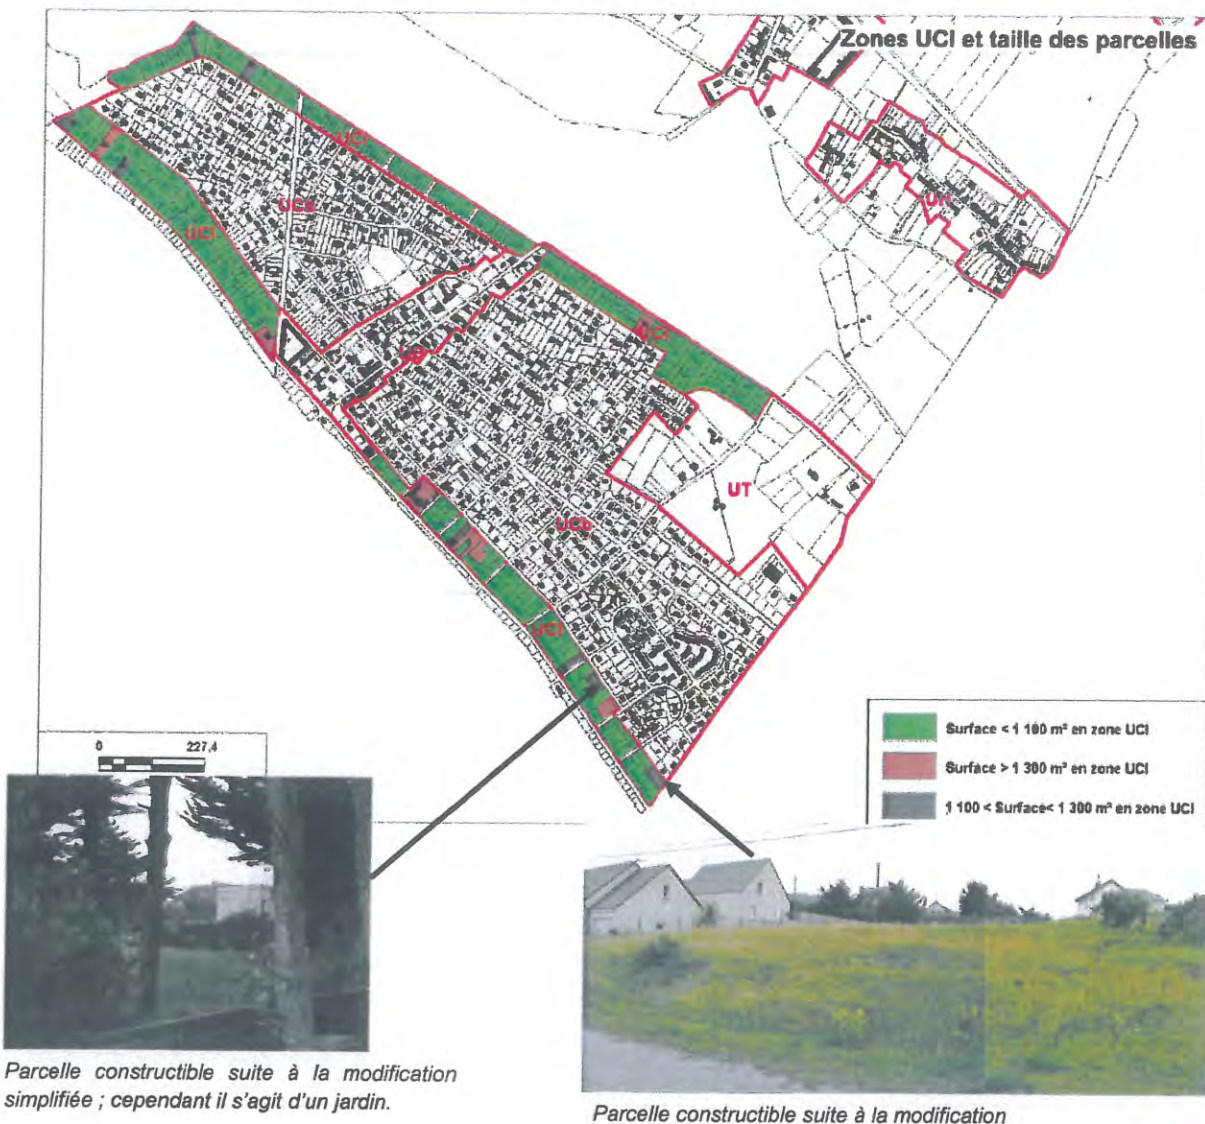 Zones UCl et taille des parcelles
UCl
UCb
UCl
Uh
UCl
UB
UT
UCb
UCl
0 227,4
Surface < 1 100 m² en zone UCl
Surface > 1 300 m² en zone UCl
1 100 < Surface< 1 300 m² en zone UCl
Parcelle constructible suite à la modification
simplifiée ; cependant il s'agit d'un jardin.
Parcelle constructible suite à la modification